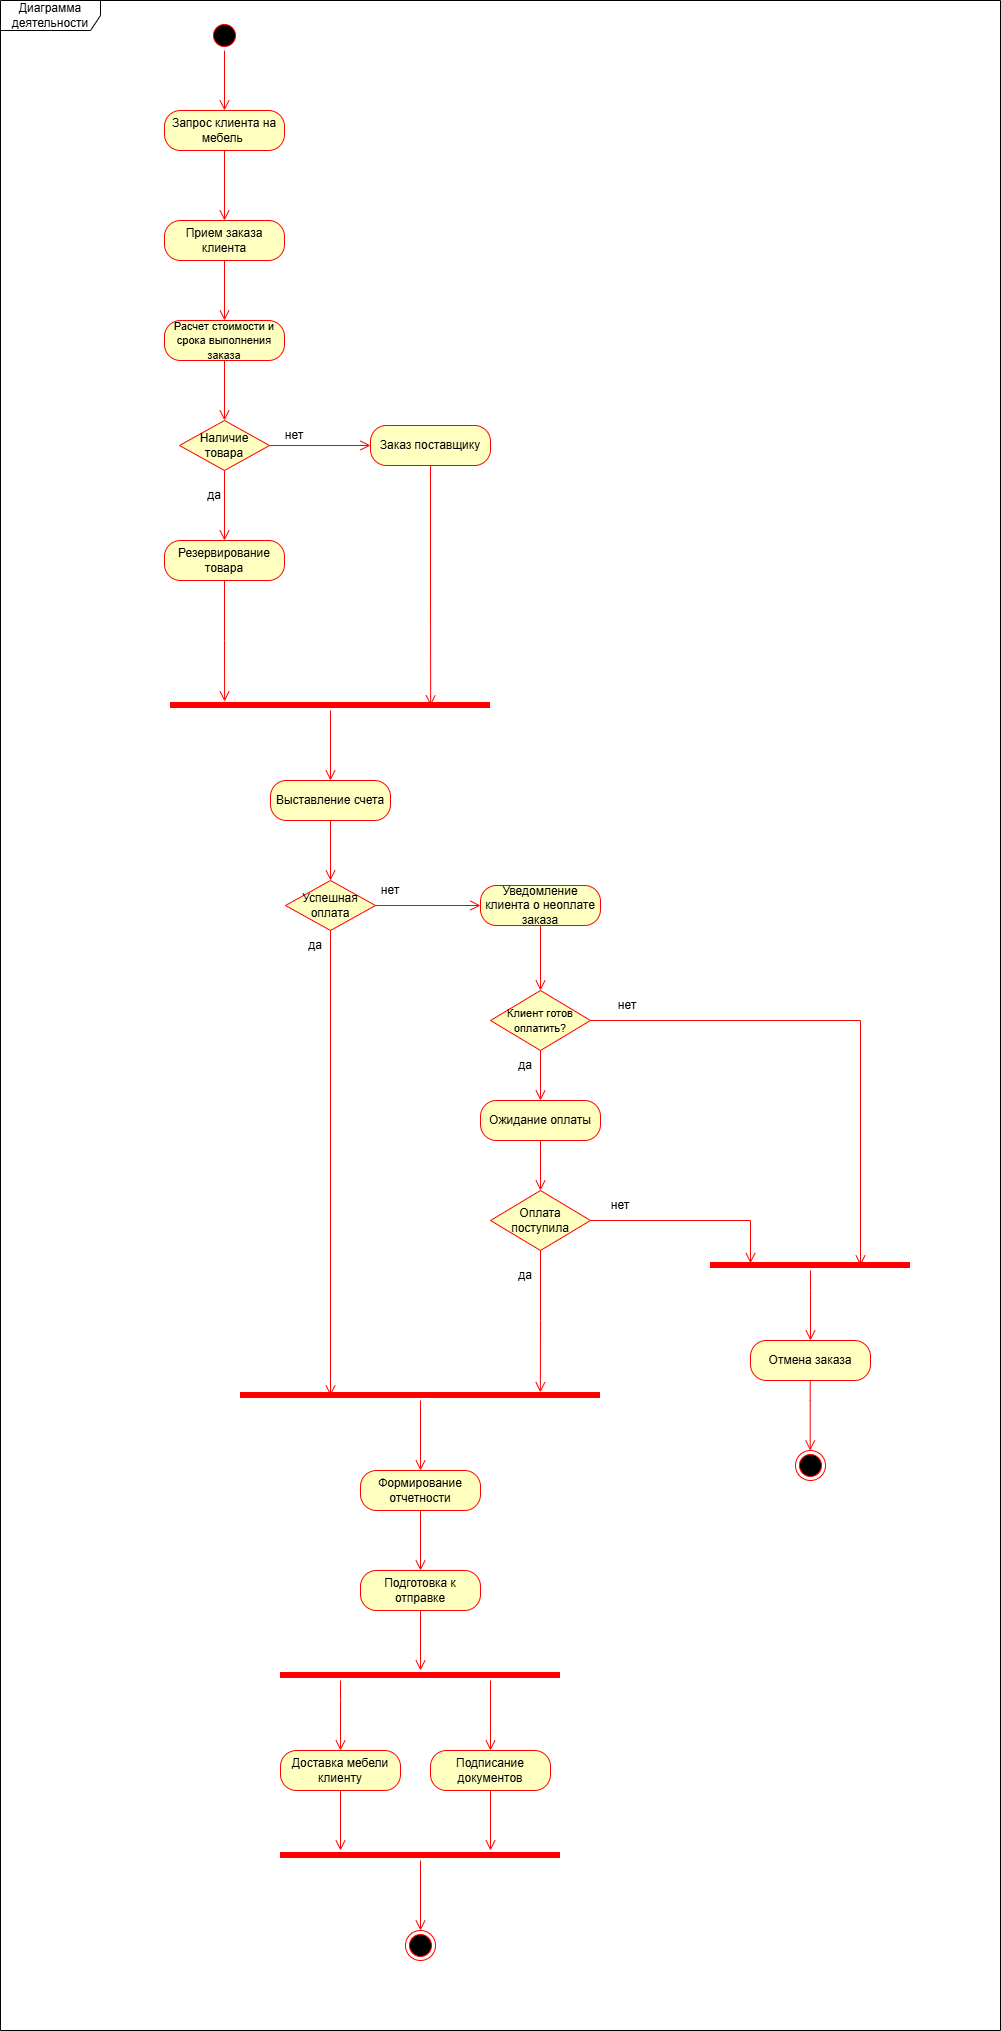 Диаграмма
деятельности
Запрос клиента на
мебель
Прием заказа
клиента
Расчет стоимости и
срока выполнения
заказа
Наличие
товара
нет
Заказ поставщику
да
Резервирование
товара
Выставление счета
Успешная
оплата
нет
Уведомление
клиента о неоплате
заказа
да
Клиент готов
оплатить?
нет
да
Ожидание оплаты
Оплата
поступила
нет
да
Отмена заказа
Формирование
отчетности
Подготовка к
отправке
Доставка мебели
клиенту
Подписание
документов